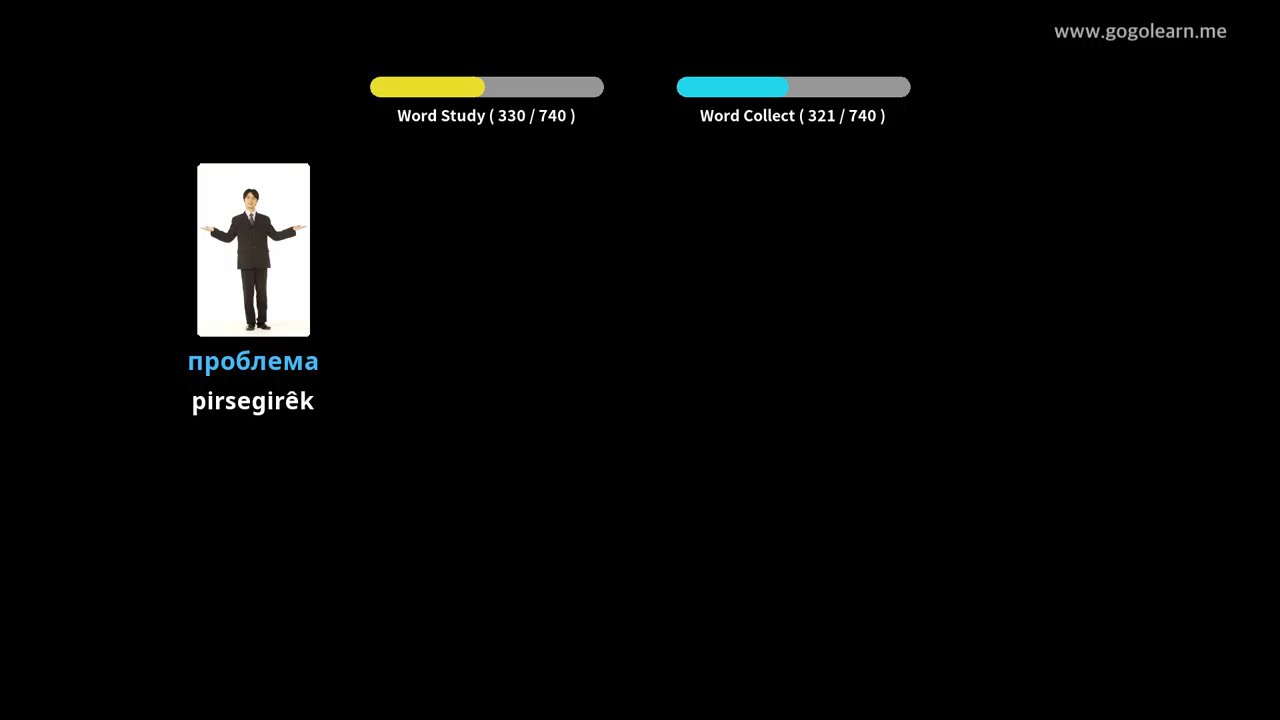 www.gogolearn.me
Word Study ( 330 / 740 )
Word Collect ( 321 / 740 )
проблема
pirsegirêk